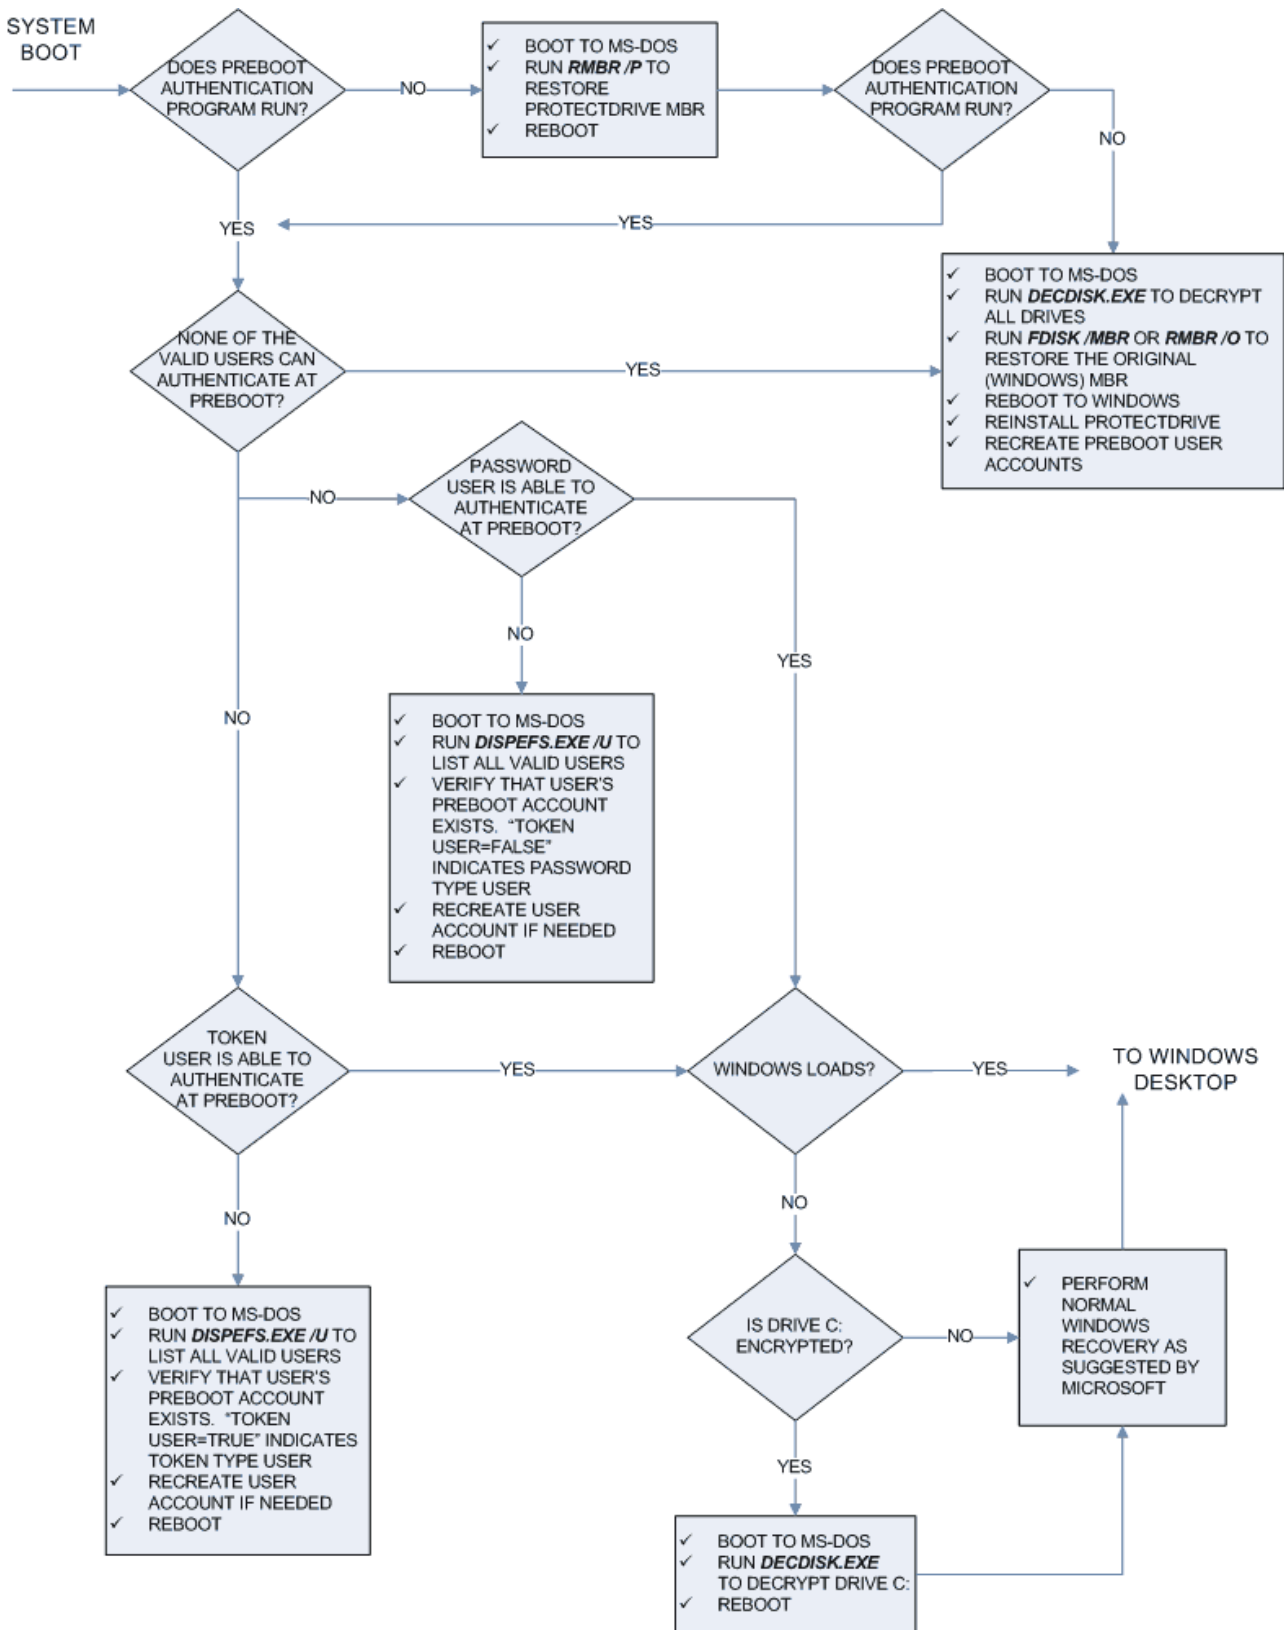 SYSTEM
BOOT
DOES PREBOOT
AUTHENTICATION
PROGRAM RUN?
NO
✓ BOOT TO MS-DOS
✓ RUN RMBR /P TO
RESTORE
PROTECTDRIVE MBR
✓ REBOOT
DOES PREBOOT
AUTHENTICATION
PROGRAM RUN?
NO
YES
YES
✓ BOOT TO MS-DOS
✓ RUN DECDISK.EXE TO DECRYPT
ALL DRIVES
✓ RUN FDISK /MBR OR RMBR /O TO
RESTORE THE ORIGINAL
(WINDOWS) MBR
✓ REBOOT TO WINDOWS
✓ REINSTALL PROTECTDRIVE
✓ RECREATE PREBOOT USER
ACCOUNTS
NONE OF THE
VALID USERS CAN
AUTHENTICATE AT
PREBOOT?
YES
NO
PASSWORD
USER IS ABLE TO
AUTHENTICATE
AT PREBOOT?
NO
YES
NO
✓ BOOT TO MS-DOS
✓ RUN DISPEFS.EXE /U TO
LIST ALL VALID USERS
✓ VERIFY THAT USER'S
PREBOOT ACCOUNT
EXISTS. “TOKEN
USER=FALSE”
INDICATES PASSWORD
TYPE USER
✓ RECREATE USER
ACCOUNT IF NEEDED
✓ REBOOT
TOKEN
USER IS ABLE TO
AUTHENTICATE
AT PREBOOT?
YES
WINDOWS LOADS?
YES
TO WINDOWS
DESKTOP
NO
NO
✓ BOOT TO MS-DOS
✓ RUN DISPEFS.EXE /U TO
LIST ALL VALID USERS
✓ VERIFY THAT USER'S
PREBOOT ACCOUNT
EXISTS. “TOKEN
USER=TRUE” INDICATES
TOKEN TYPE USER
✓ RECREATE USER
ACCOUNT IF NEEDED
✓ REBOOT
IS DRIVE C:
ENCRYPTED?
NO
✓ PERFORM
NORMAL
WINDOWS
RECOVERY AS
SUGGESTED BY
MICROSOFT
YES
✓ BOOT TO MS-DOS
✓ RUN DECDISK.EXE
TO DECRYPT DRIVE C:
✓ REBOOT